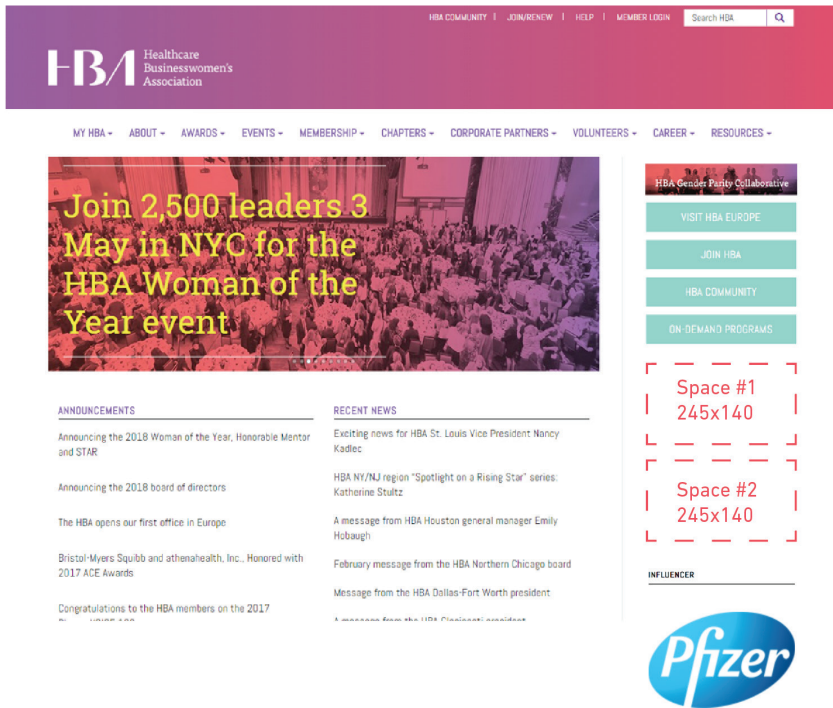 HBA COMMUNITY | JOIN/RENEW | HELP | MEMBER LOGIN Search HBA
HBA Healthcare
Businesswomen's
Association
MY HBA ABOUT AWARDS EVENTS MEMBERSHIP CHAPTERS CORPORATE PARTNERS VOLUNTEERS CAREER RESOURCES
Join 2,500 leaders 3
May in NYC for the
HBA Woman of the
Year event
ANNOUNCEMENTS
Announcing the 2018 Woman of the Year, Honorable Mentor
and STAR
Announcing the 2018 board of directors
The HBA opens our first office in Europe
Bristol-Myers Squibb and athenahealth, Inc., Honored with
2017 ACE Awards
Congratulations to the HBA members on the 2017
RECENT NEWS
Exciting news for HBA St. Louis Vice President Nancy
Kadlec
HBA NY/NJ region "Spotlight on a Rising Star" series:
Katherine Stultz
A message from HBA Houston general manager Emily
Hobaugh
February message from the HBA Northern Chicago board
Message from the HBA Dallas-Fort Worth president
A message from the HBA Cincinnati president
HBA Gender Parity Collaborative
VISIT HBA EUROPE
JOIN HBA
HBA COMMUNITY
ON-DEMAND PROGRAMS
Space #1
245x140
Space #2
245x140
INFLUENCER
Pfizer